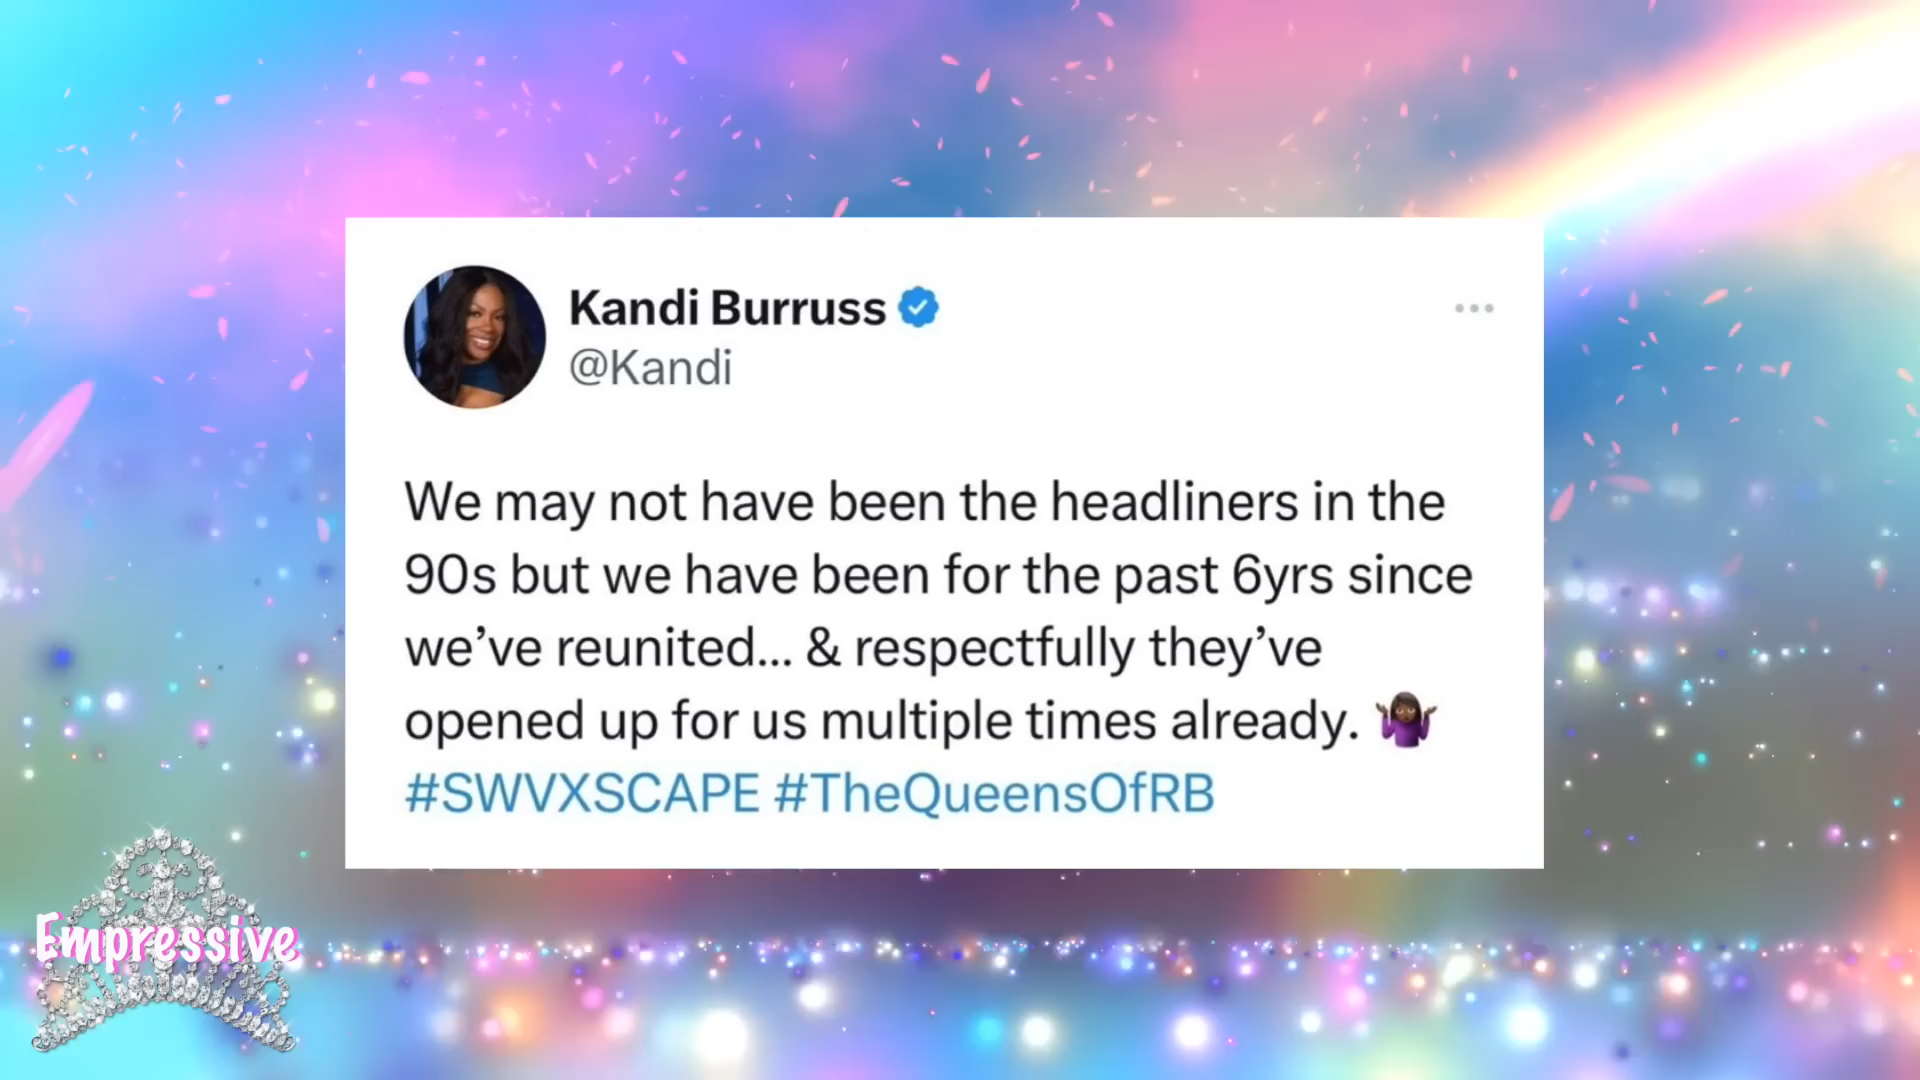 Kandi Burruss
@Kandi
We may not have been the headliners in the
90s but we have been for the past 6yrs since
we’ve reunited... & respectfully they’ve
opened up for us multiple times already. 🤷🏾‍♀️
#SWVXSCAPE #TheQueensOfRB
Empressive